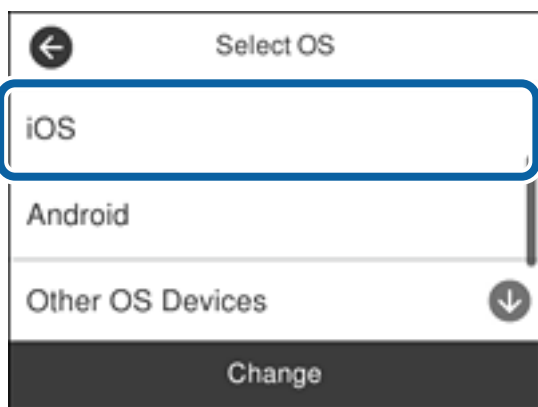 Select OS
iOS
Android
Other OS Devices
Change